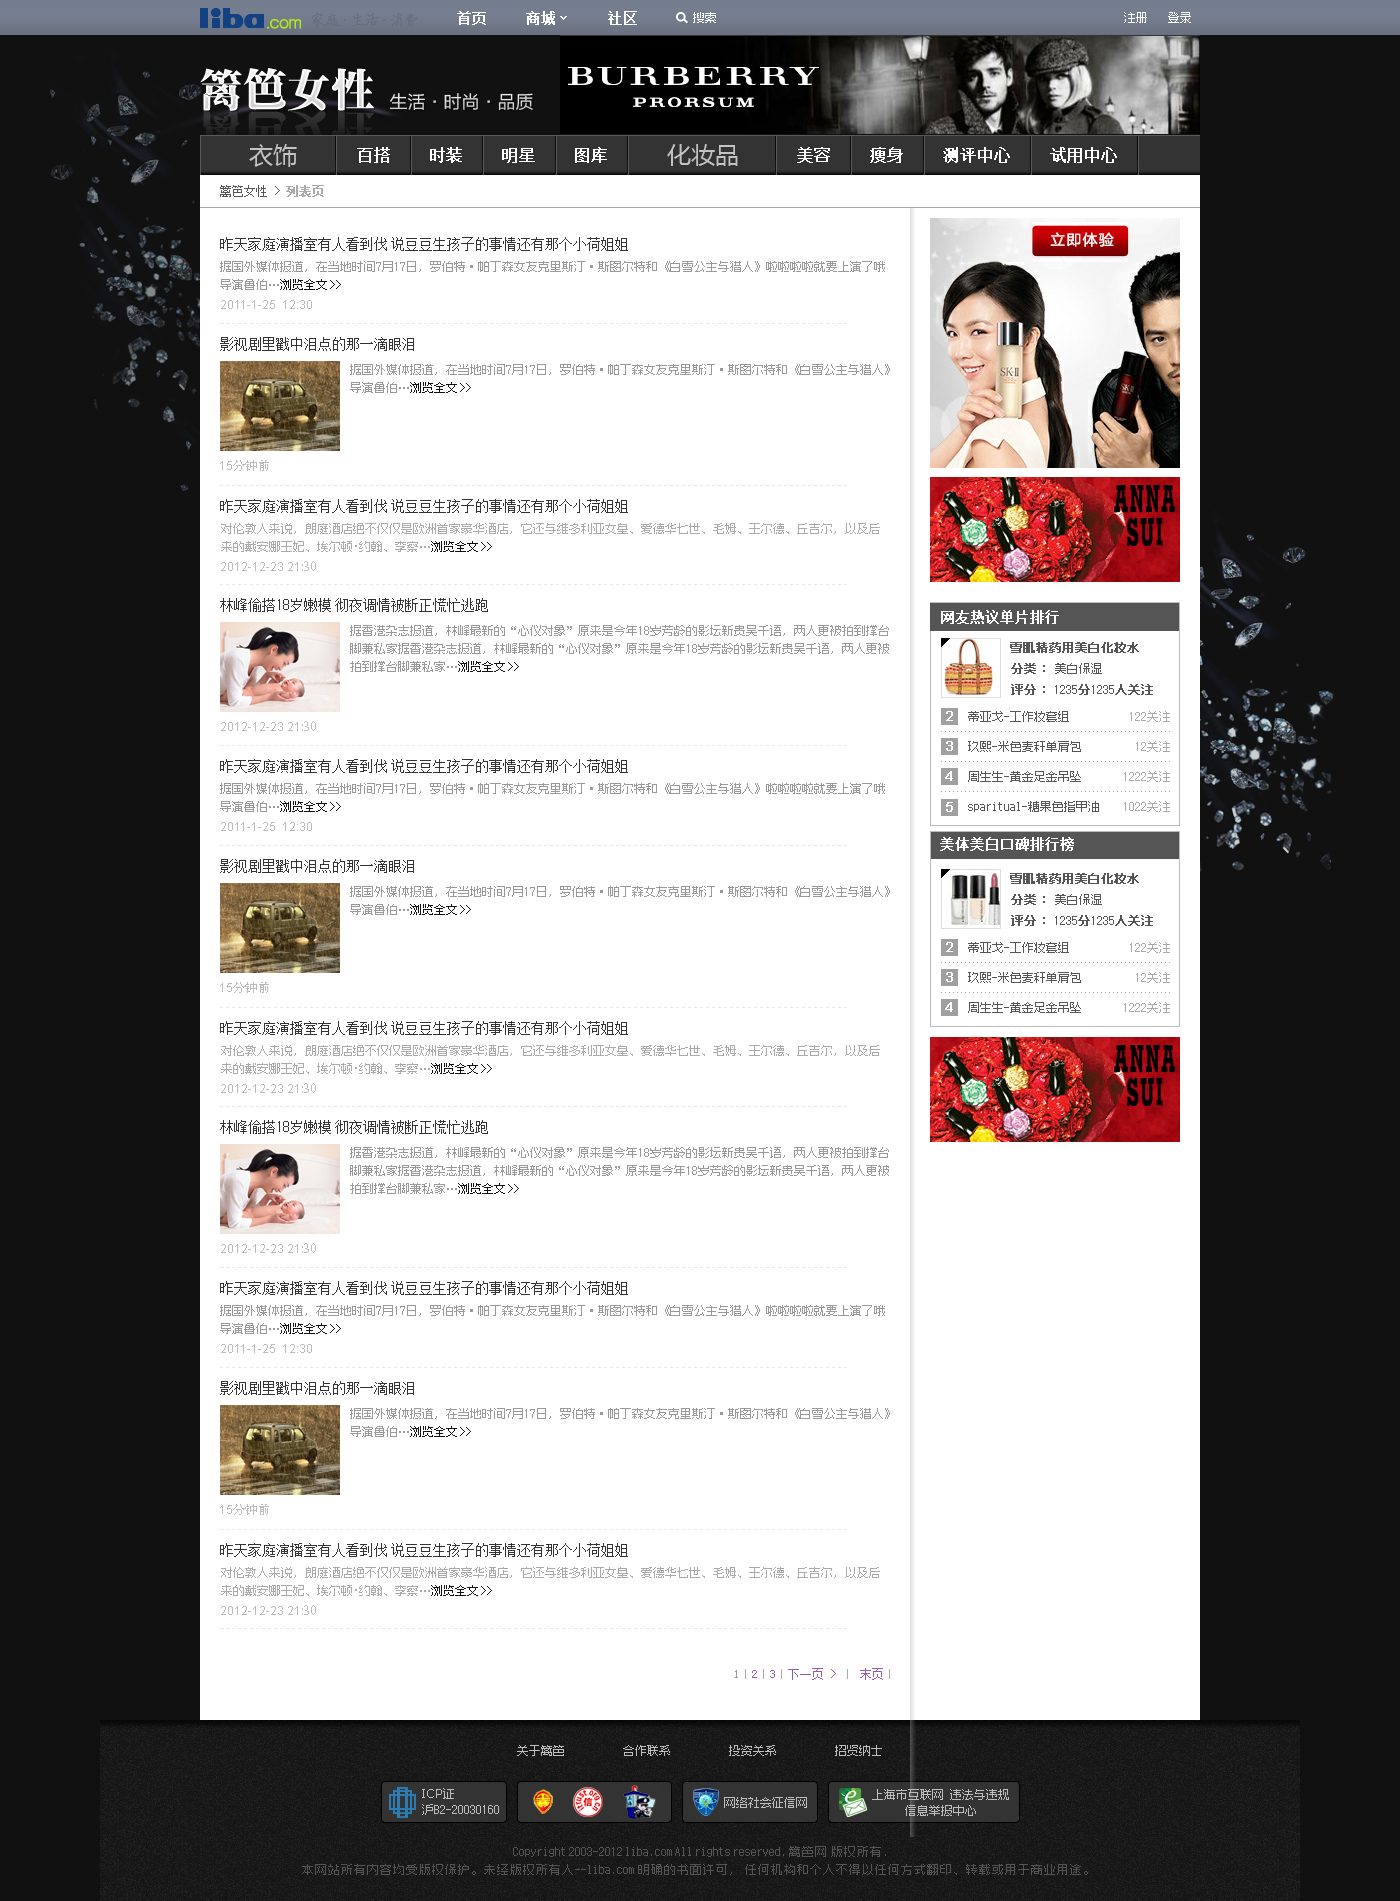 liba.com 家庭·生活·消费 首页 商城 社区 搜索 注册 登录
篱笆女性 生活·时尚·品质
BURBERRY
PRORSUM
衣饰 百搭 时装 明星 图库 化妆品 美容 痩身 测评中心 试用中心
篱笆女性 > 列表页
昨天家庭演播室有人看到伐 说豆豆生孩子的事情还有那个小荷姐姐
据国外媒体报道，在当地时间7月17日，罗伯特·帕丁森女友克里斯汀·斯图尔特和《白雪公主与猎人》啦啦啦啦就要上演了哦
导演鲁伯…浏览全文>>
2011-1-25 12:30
影视剧里戳中泪点的那一滴眼泪
据国外媒体报道，在当地时间7月17日，罗伯特·帕丁森女友克里斯汀·斯图尔特和《白雪公主与猎人》
导演鲁伯…浏览全文>>
15分钟前
昨天家庭演播室有人看到伐 说豆豆生孩子的事情还有那个小荷姐姐
对伦敦人来说，朗庭酒店绝不仅仅是欧洲首家豪华酒店，它还与维多利亚女皇、爱德华七世、毛姆、王尔德、丘吉尔，以及后
来的戴安娜王妃、埃尔顿·约翰、李察…浏览全文>>
2012-12-23 21:30
林峰偷搭18岁嫩模 彻夜调情被断正慌忙逃跑
据香港杂志报道，林峰最新的“心仪对象”原来是今年18岁芳龄的影坛新贵吴千语，两人更被拍到撑台
脚兼私家据香港杂志报道，林峰最新的“心仪对象”原来是今年18岁芳龄的影坛新贵吴千语，两人更被
拍到撑台脚兼私家…浏览全文>>
2012-12-23 21:30
昨天家庭演播室有人看到伐 说豆豆生孩子的事情还有那个小荷姐姐
据国外媒体报道，在当地时间7月17日，罗伯特·帕丁森女友克里斯汀·斯图尔特和《白雪公主与猎人》啦啦啦啦就要上演了哦
导演鲁伯…浏览全文>>
2011-1-25 12:30
影视剧里戳中泪点的那一滴眼泪
据国外媒体报道，在当地时间7月17日，罗伯特·帕丁森女友克里斯汀·斯图尔特和《白雪公主与猎人》
导演鲁伯…浏览全文>>
15分钟前
昨天家庭演播室有人看到伐 说豆豆生孩子的事情还有那个小荷姐姐
对伦敦人来说，朗庭酒店绝不仅仅是欧洲首家豪华酒店，它还与维多利亚女皇、爱德华七世、毛姆、王尔德、丘吉尔，以及后
来的戴安娜王妃、埃尔顿·约翰、李察…浏览全文>>
2012-12-23 21:30
林峰偷搭18岁嫩模 彻夜调情被断正慌忙逃跑
据香港杂志报道，林峰最新的“心仪对象”原来是今年18岁芳龄的影坛新贵吴千语，两人更被拍到撑台
脚兼私家据香港杂志报道，林峰最新的“心仪对象”原来是今年18岁芳龄的影坛新贵吴千语，两人更被
拍到撑台脚兼私家…浏览全文>>
2012-12-23 21:30
昨天家庭演播室有人看到伐 说豆豆生孩子的事情还有那个小荷姐姐
据国外媒体报道，在当地时间7月17日，罗伯特·帕丁森女友克里斯汀·斯图尔特和《白雪公主与猎人》啦啦啦啦就要上演了哦
导演鲁伯…浏览全文>>
2011-1-25 12:30
影视剧里戳中泪点的那一滴眼泪
据国外媒体报道，在当地时间7月17日，罗伯特·帕丁森女友克里斯汀·斯图尔特和《白雪公主与猎人》
导演鲁伯…浏览全文>>
15分钟前
昨天家庭演播室有人看到伐 说豆豆生孩子的事情还有那个小荷姐姐
对伦敦人来说，朗庭酒店绝不仅仅是欧洲首家豪华酒店，它还与维多利亚女皇、爱德华七世、毛姆、王尔德、丘吉尔，以及后
来的戴安娜王妃、埃尔顿·约翰、李察…浏览全文>>
2012-12-23 21:30
1 | 2 | 3 | 下一页 > | 末页 |
立即体验
SK-II
ANNA
SUI
网友热议单片排行
雪肌精药用美白化妆水
分类： 美白保湿
评分： 1235分1235人关注
2 蒂亚戈-工作妆套组 122关注
3 玖熙-米色麦秆单肩包 12关注
4 周生生-黄金足金吊坠 1222关注
5 sparitual-糖果色指甲油 1022关注
美体美白口碑排行榜
雪肌精药用美白化妆水
分类： 美白保湿
评分： 1235分1235人关注
2 蒂亚戈-工作妆套组 122关注
3 玖熙-米色麦秆单肩包 12关注
4 周生生-黄金足金吊坠 1222关注
ANNA
SUI
关于篱笆 合作联系 投资关系 招贤纳士
ICP证
沪B2-20030160
网络社会征信网
上海市互联网 违法与违规
信息举报中心
Copyright 2003-2012 liba.com All rights reserved. 篱笆网 版权所有.
本网站所有内容均受版权保护。未经版权所有人--liba.com 明确的书面许可， 任何机构和个人不得以任何方式翻印、转载或用于商业用途。